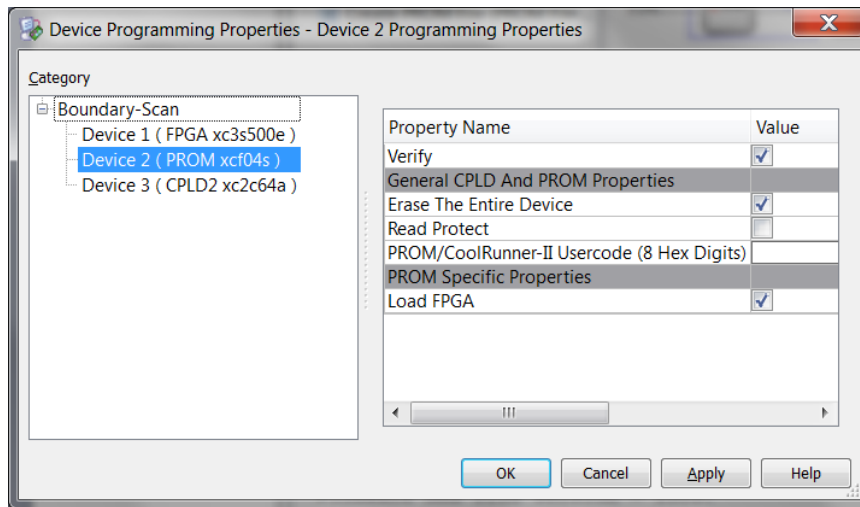 Device Programming Properties - Device 2 Programming Properties
X
Category
Boundary-Scan
Device 1 ( FPGA xc3s500e )
Device 2 ( PROM xcf04s )
Device 3 ( CPLD2 xc2c64a )
Property Name Value
Verify
General CPLD And PROM Properties
Erase The Entire Device
Read Protect
PROM/CoolRunner-II Usercode (8 Hex Digits)
PROM Specific Properties
Load FPGA
OK Cancel Apply Help